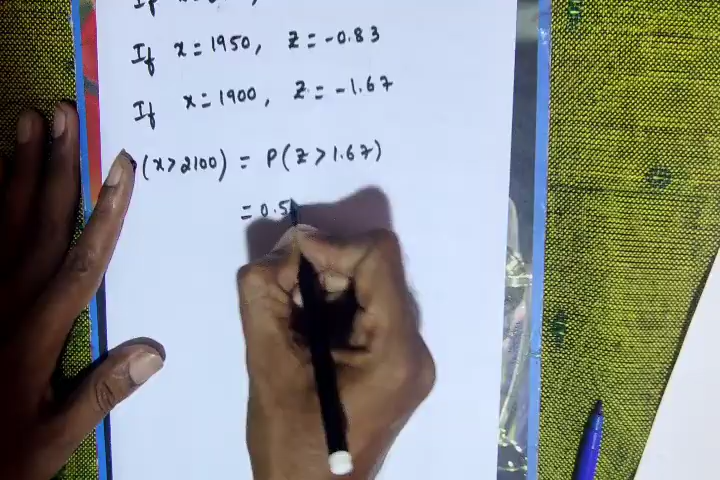 If x = 1950, z = -0.83
If x = 1900, z = -1.67
(x > 2100) = P(z > 1.67)
= 0.5